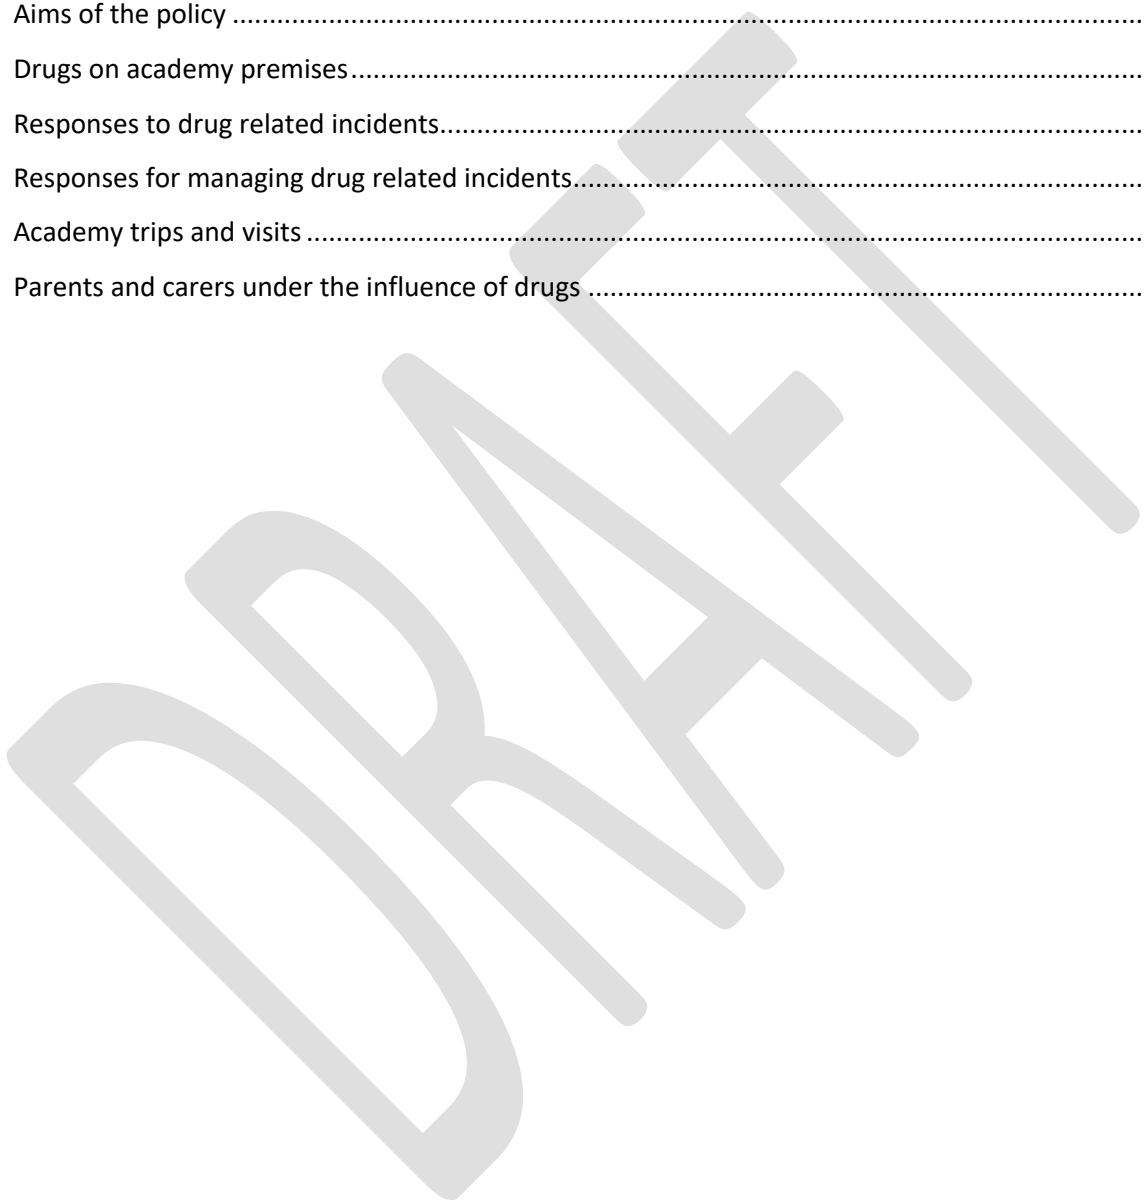 Aims of the policy ................................................................................................................................
Drugs on academy premises................................................................................................................
Responses to drug related incidents....................................................................................................
Responses for managing drug related incidents...................................................................................
Academy trips and visits ......................................................................................................................
Parents and carers under the influence of drugs .................................................................................
DRAFT